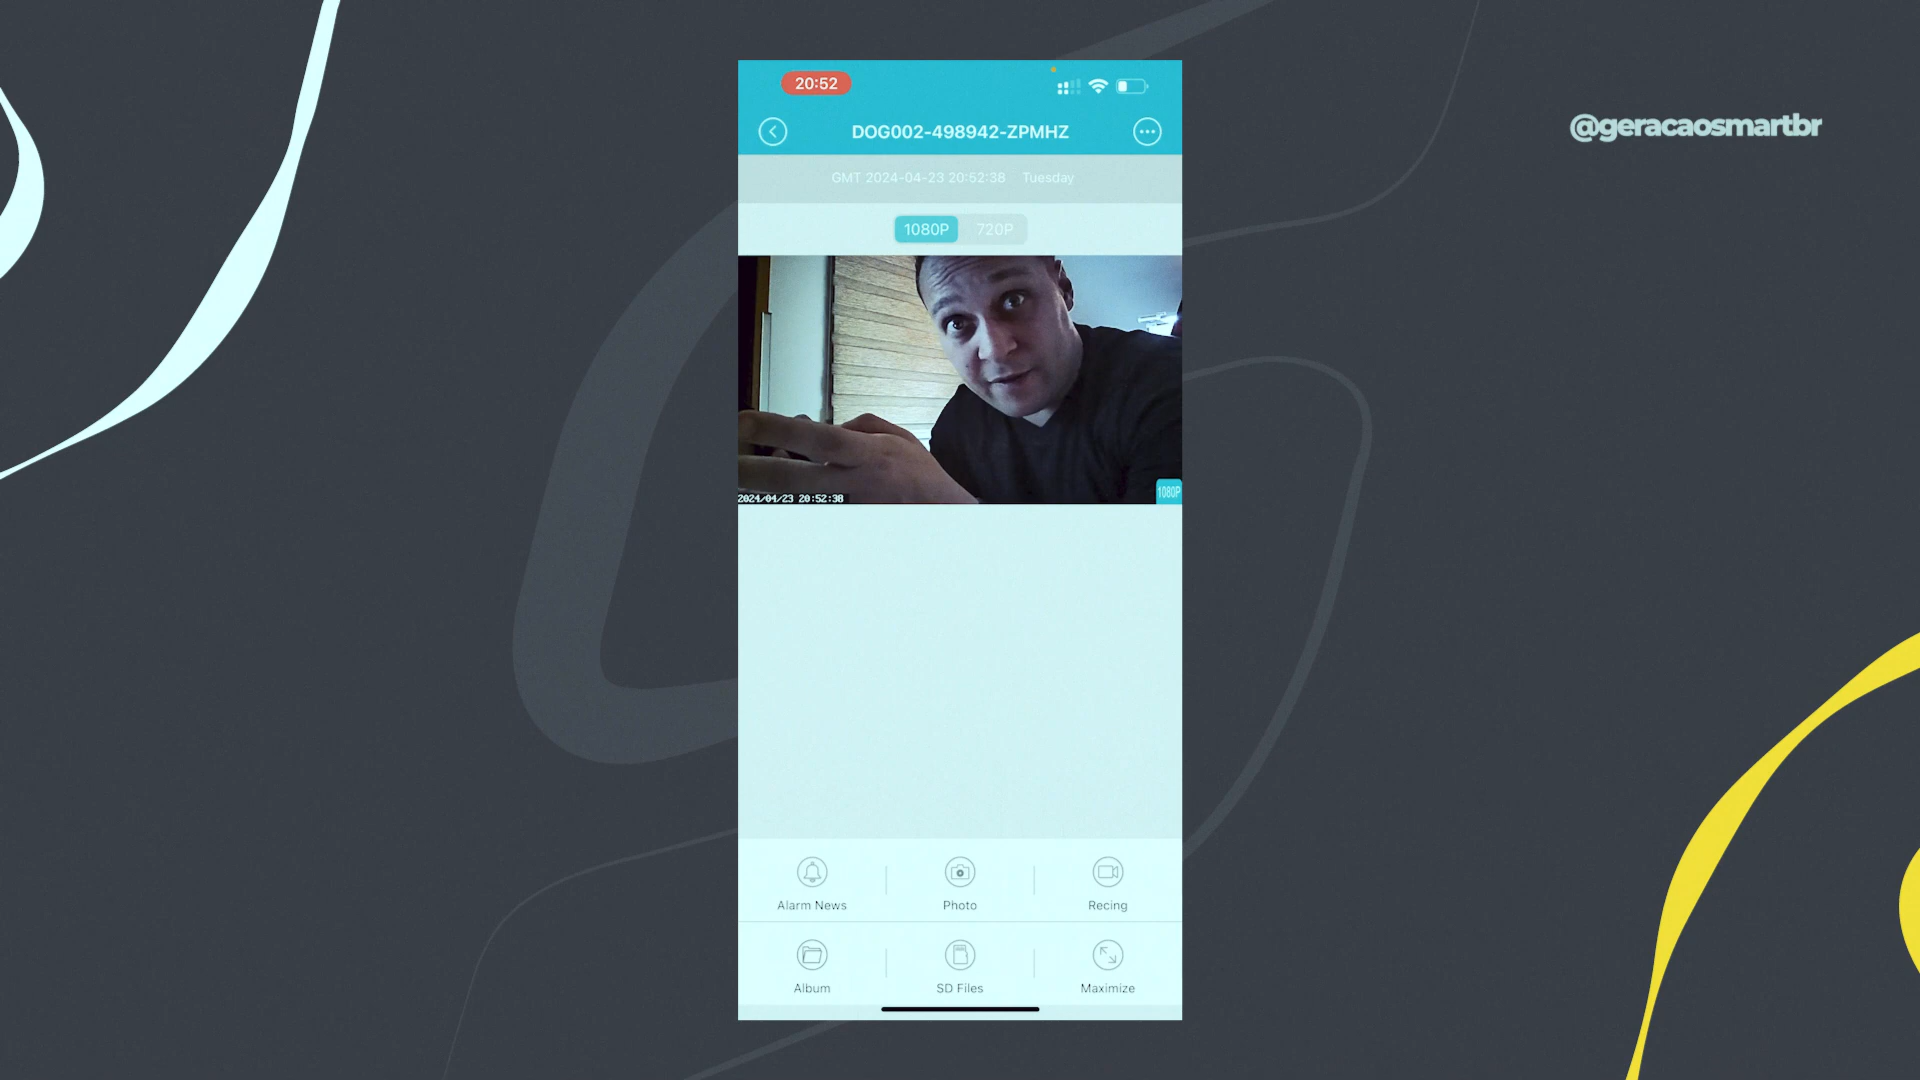 20:52
DOG002-498942-ZPMHZ
@geracaosmartbr
GMT 2024-04-23 20:52:38 Tuesday
1080P 720P
2024/04/23 20:52:38
1080P
Alarm News Photo Recing
Album SD Files Maximize